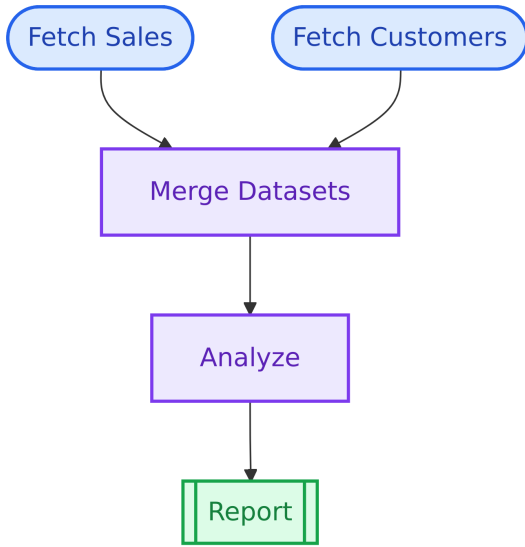 Fetch Sales
Fetch Customers
Merge Datasets
Analyze
Report